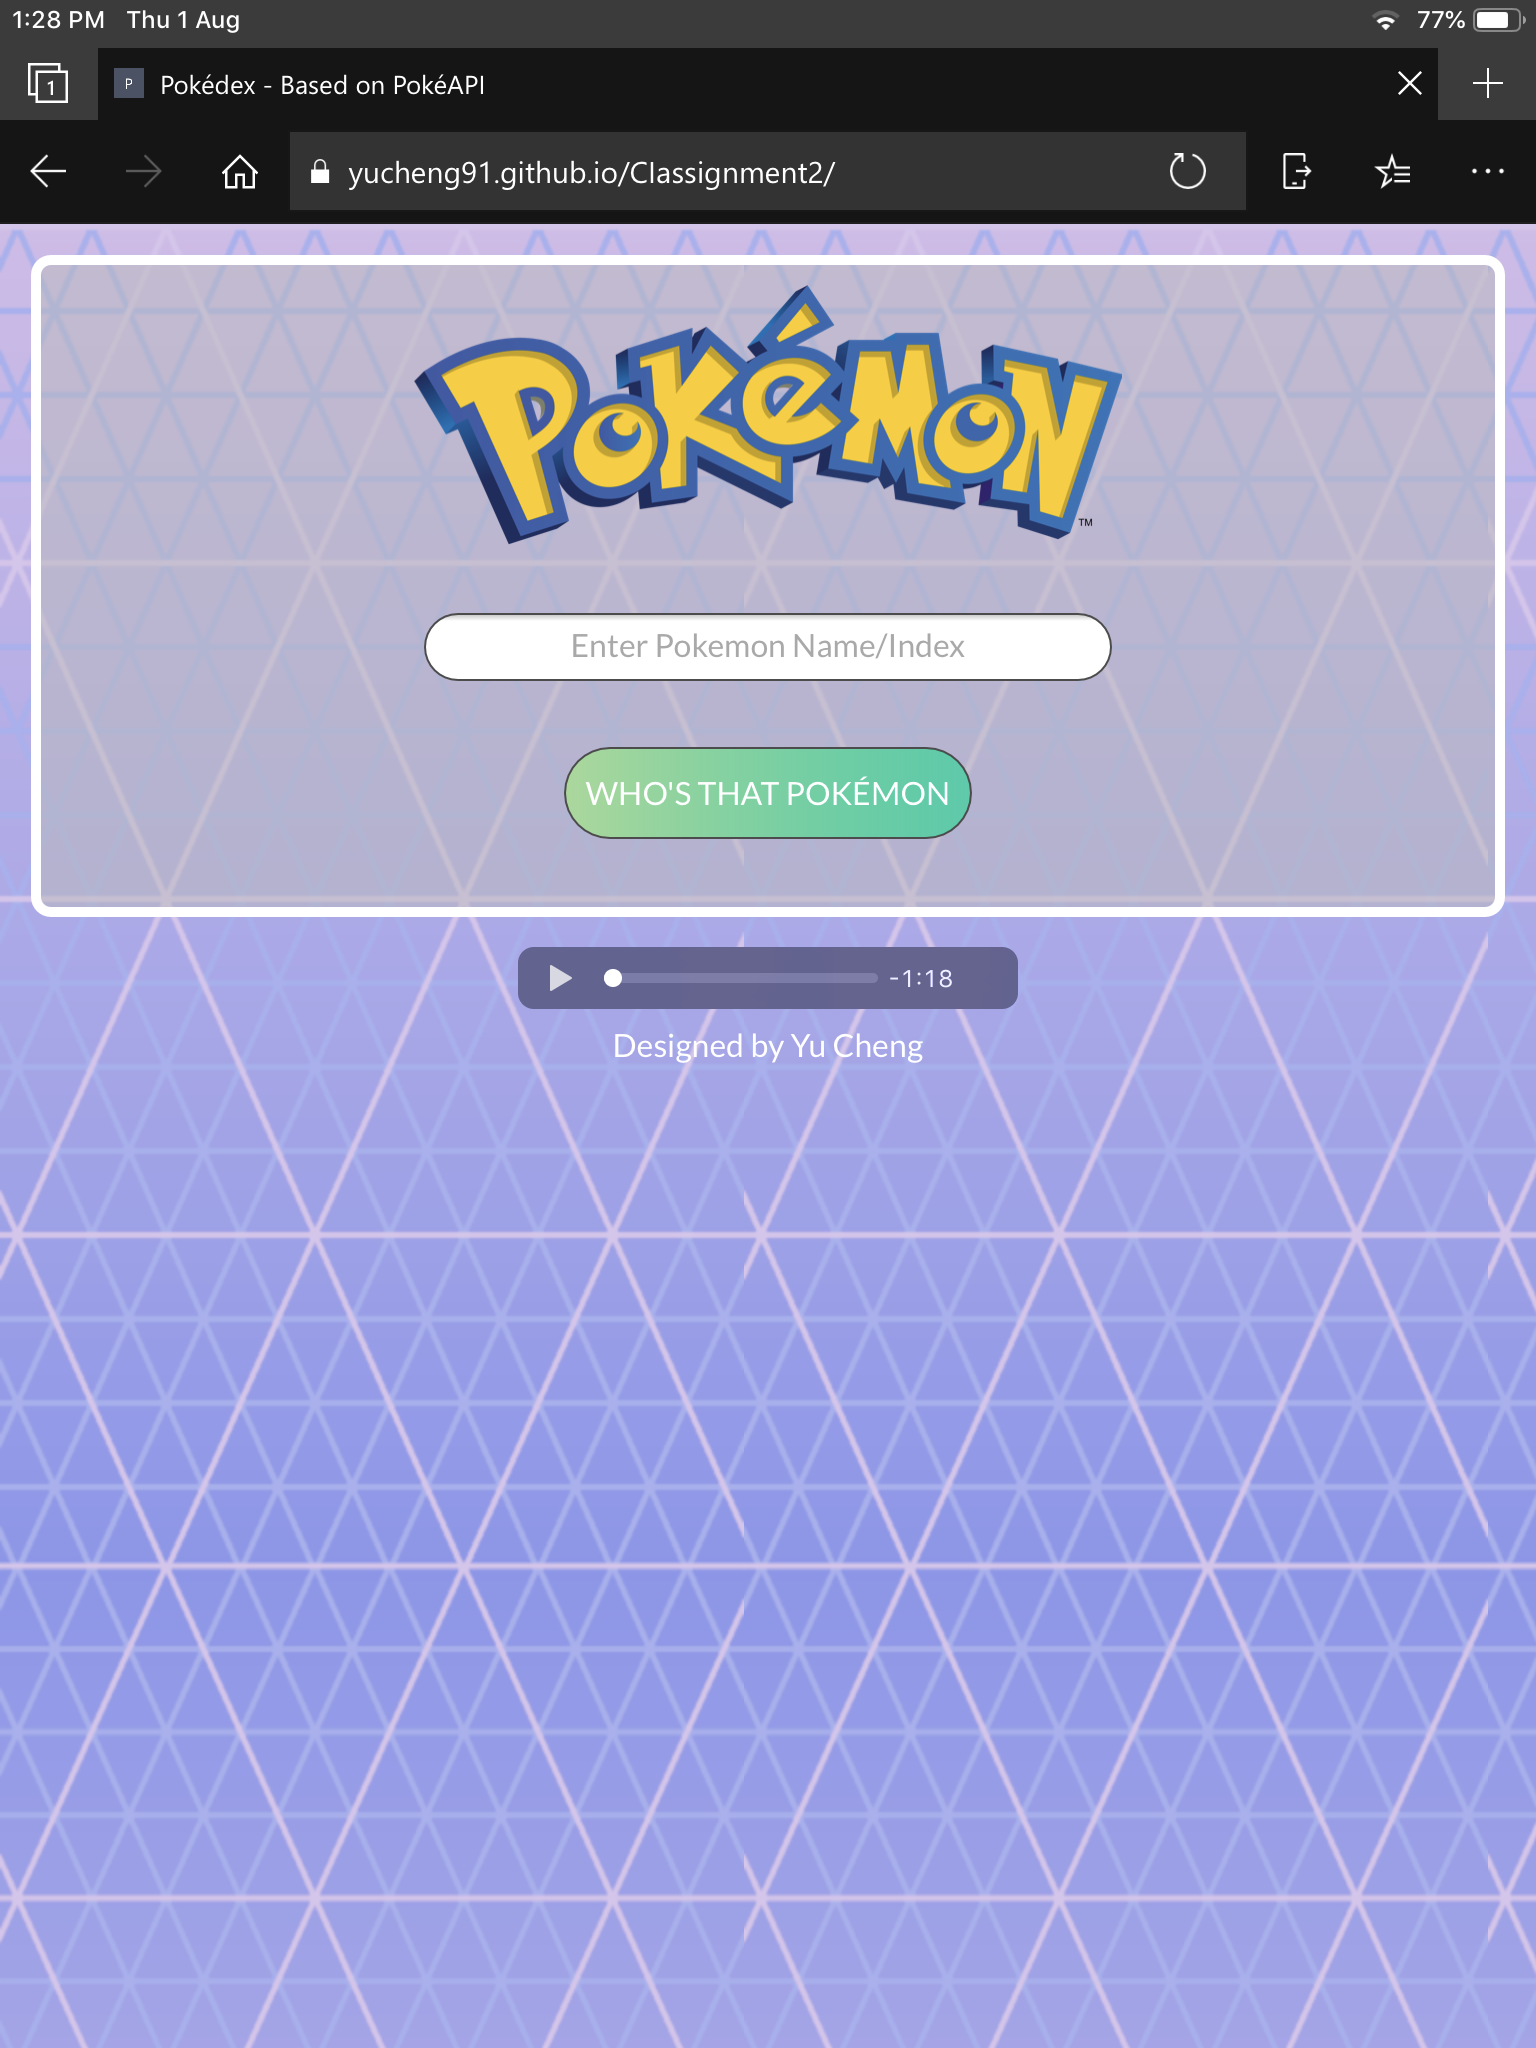 1:28 PM Thu 1 Aug 77%
1 P Pokédex - Based on PokéAPI
yucheng91.github.io/CIassignment2/
POKéMON
TM
Enter Pokemon Name/Index
WHO'S THAT POKÉMON
-1:18
Designed by Yu Cheng